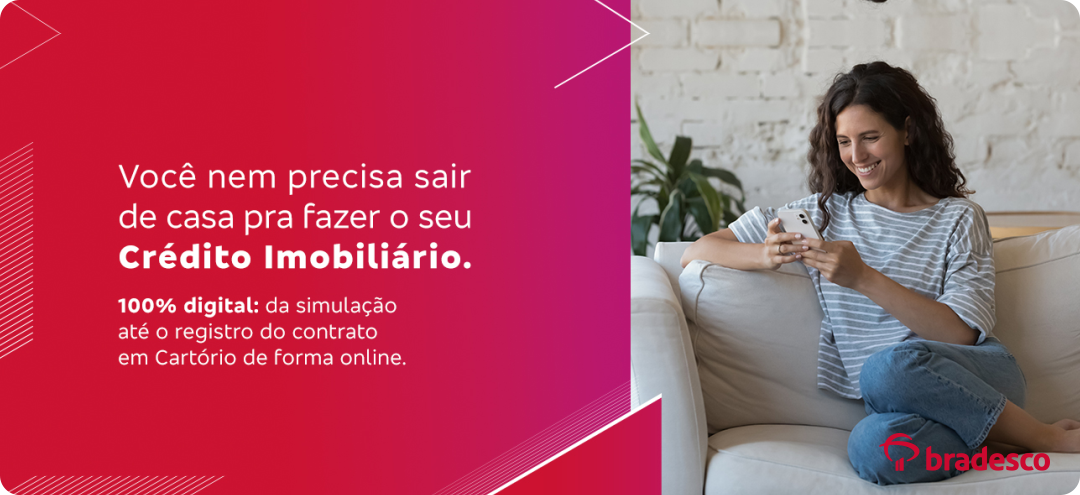 Você nem precisa sair
de casa pra fazer o seu
Crédito Imobiliário.
100% digital: da simulação
até o registro do contrato
em Cartório de forma online.
bradesco